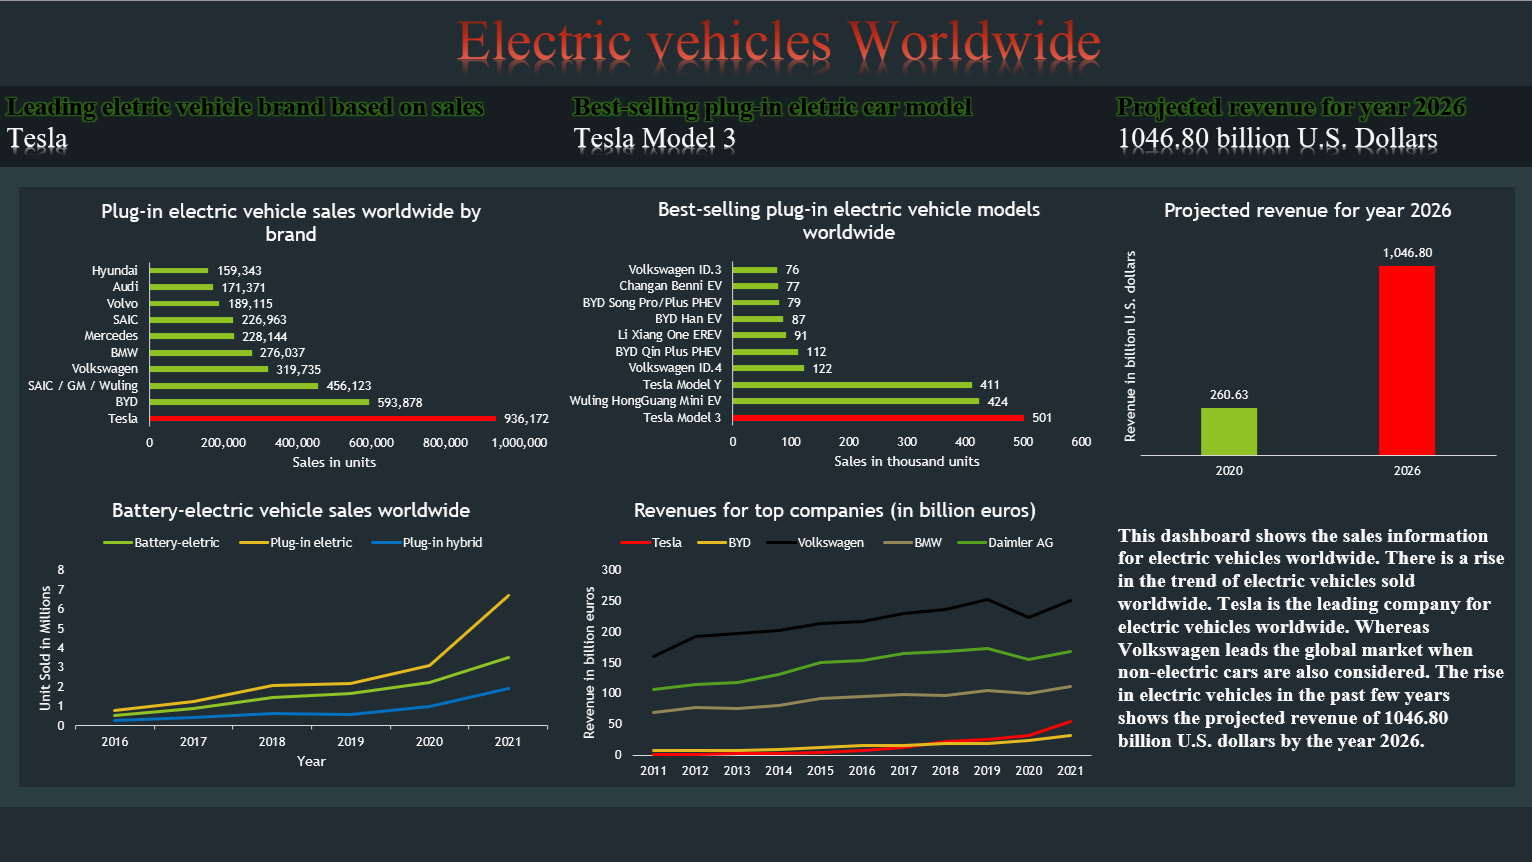 Electric vehicles Worldwide
Leading eletric vehicle brand based on sales
Tesla
Best-selling plug-in eletric car model
Tesla Model 3
Projected revenue for year 2026
1046.80 billion U.S. Dollars
Plug-in electric vehicle sales worldwide by
brand
Hyundai 159,343
Audi 171,371
Volvo 189,115
SAIC 226,963
Mercedes 228,144
BMW 276,037
Volkswagen 319,735
SAIC / GM / Wuling 456,123
BYD 593,878
Tesla 936,172
0 200,000 400,000 600,000 800,000 1,000,000
Sales in units
Best-selling plug-in electric vehicle models
worldwide
Volkswagen ID.3 76
Changan Benni EV 77
BYD Song Pro/Plus PHEV 79
BYD Han EV 87
Li Xiang One EREV 91
BYD Qin Plus PHEV 112
Volkswagen ID.4 122
Tesla Model Y 411
Wuling HongGuang Mini EV 424
Tesla Model 3 501
0 100 200 300 400 500 600
Sales in thousand units
Projected revenue for year 2026
Revenue in billion U.S. dollars
260.63
1,046.80
2020 2026
Battery-electric vehicle sales worldwide
Battery-eletric Plug-in eletric Plug-in hybrid
Unit Sold in Millions
8
7
6
5
4
3
2
1
0
2016 2017 2018 2019 2020 2021
Year
Revenues for top companies (in billion euros)
Tesla BYD Volkswagen BMW Daimler AG
Revenue in billion euros
300
250
200
150
100
50
0
2011 2012 2013 2014 2015 2016 2017 2018 2019 2020 2021
This dashboard shows the sales information
for electric vehicles worldwide. There is a rise
in the trend of electric vehicles sold
worldwide. Tesla is the leading company for
electric vehicles worldwide. Whereas
Volkswagen leads the global market when
non-electric cars are also considered. The rise
in electric vehicles in the past few years
shows the projected revenue of 1046.80
billion U.S. dollars by the year 2026.